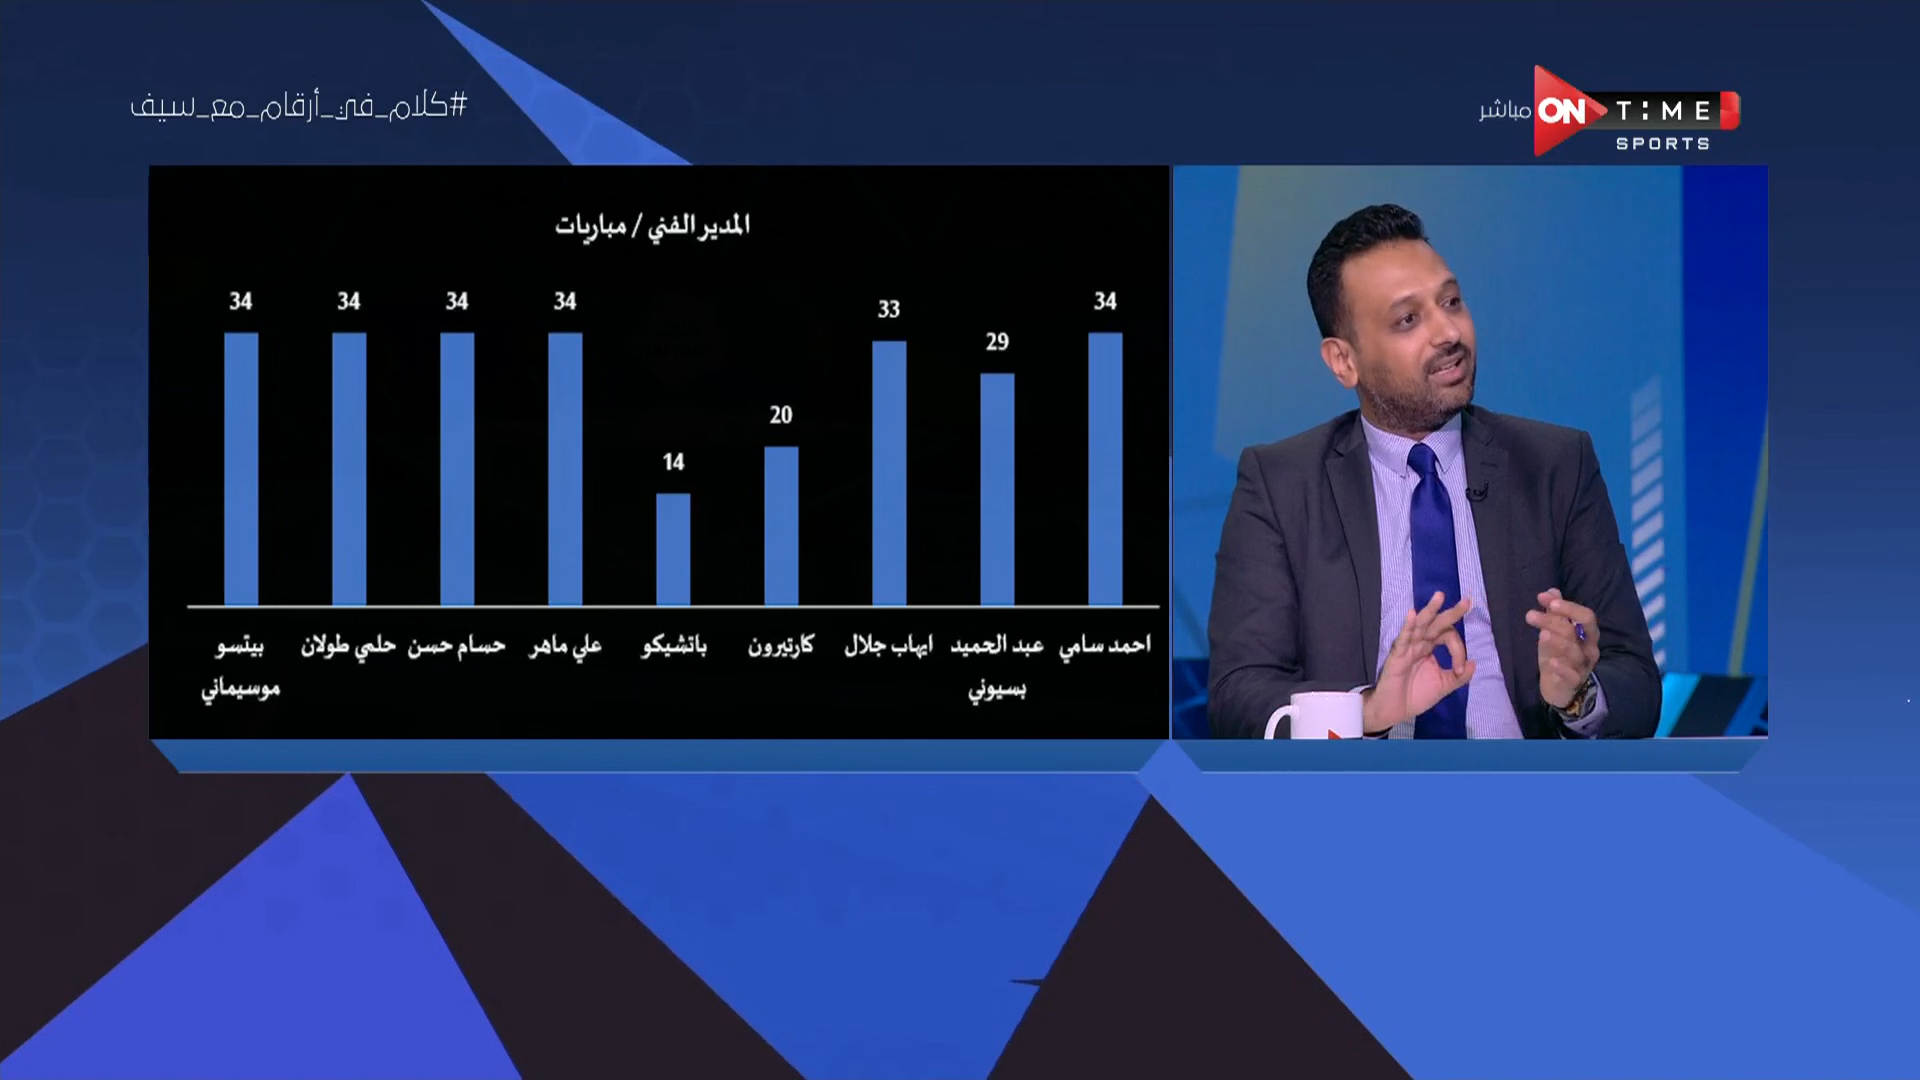 #كلام_في_أرقام_مع_سيف
مباشر ON TIME
SPORTS
المدير الفني / مباريات
34 34 34 34 14 20 33 29 34
بيتسو موسيماني
حلمي طولان
حسام حسن
علي ماهر
باتشيكو
كارتيرون
ايهاب جلال
عبد الحميد بسيوني
احمد سامي